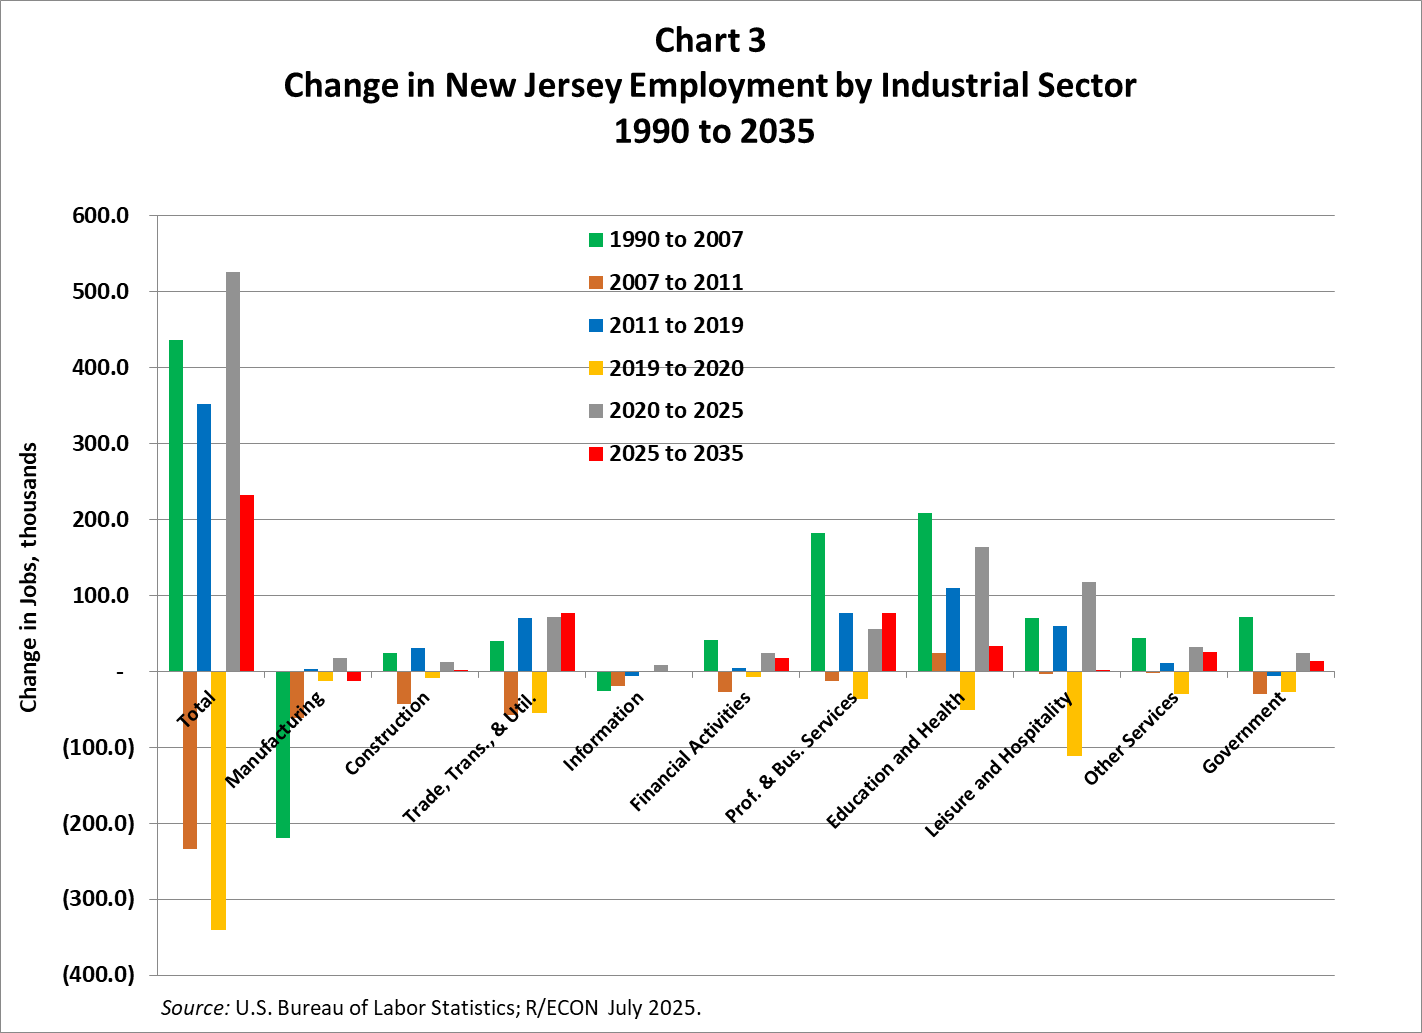 Chart 3
Change in New Jersey Employment by Industrial Sector
1990 to 2035
600.0
500.0
400.0
300.0
200.0
100.0
-
(100.0)
(200.0)
(300.0)
(400.0)
Change in Jobs, thousands
1990 to 2007
2007 to 2011
2011 to 2019
2019 to 2020
2020 to 2025
2025 to 2035
Total
Manufacturing
Construction
Trade, Trans., & Util.
Information
Financial Activities
Prof. & Bus. Services
Education and Health
Leisure and Hospitality
Other Services
Government
Source: U.S. Bureau of Labor Statistics; R/ECON July 2025.